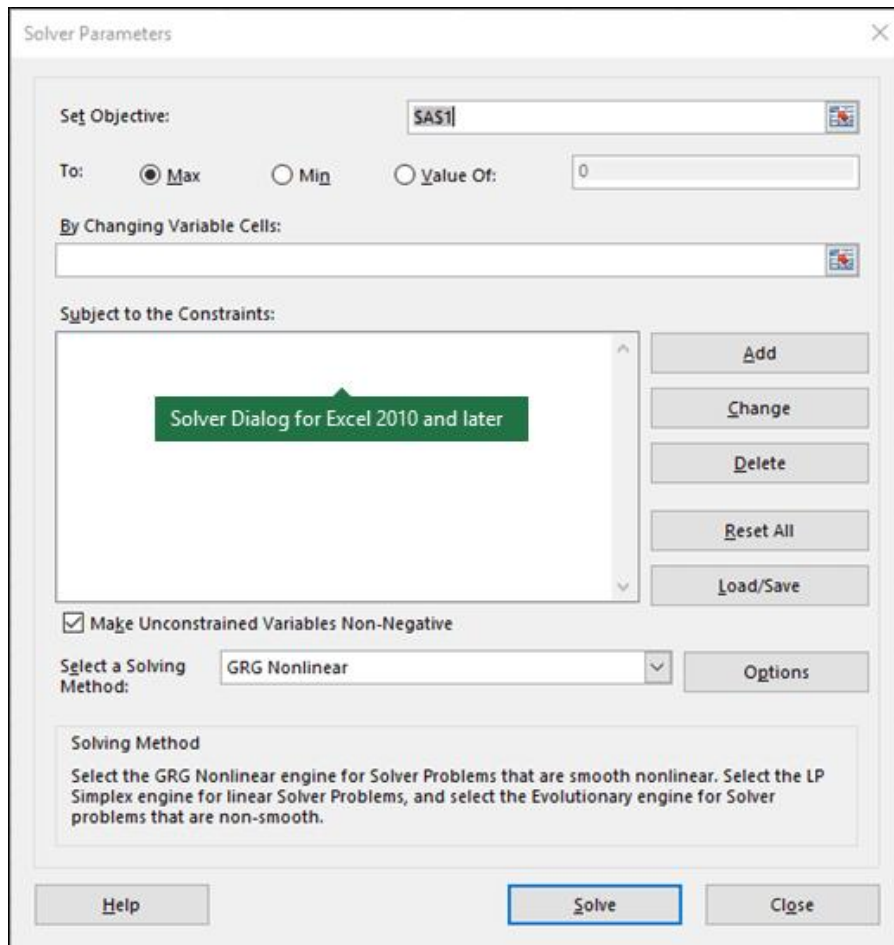 Solver Parameters
Set Objective:
$A$1
To:
Max
Min
Value Of:
0
By Changing Variable Cells:
Subject to the Constraints:
Add
Solver Dialog for Excel 2010 and later
Change
Delete
Reset All
Load/Save
Make Unconstrained Variables Non-Negative
Select a Solving
Method:
GRG Nonlinear
Options
Solving Method
Select the GRG Nonlinear engine for Solver Problems that are smooth nonlinear. Select the LP
Simplex engine for linear Solver Problems, and select the Evolutionary engine for Solver
problems that are non-smooth.
Help
Solve
Close